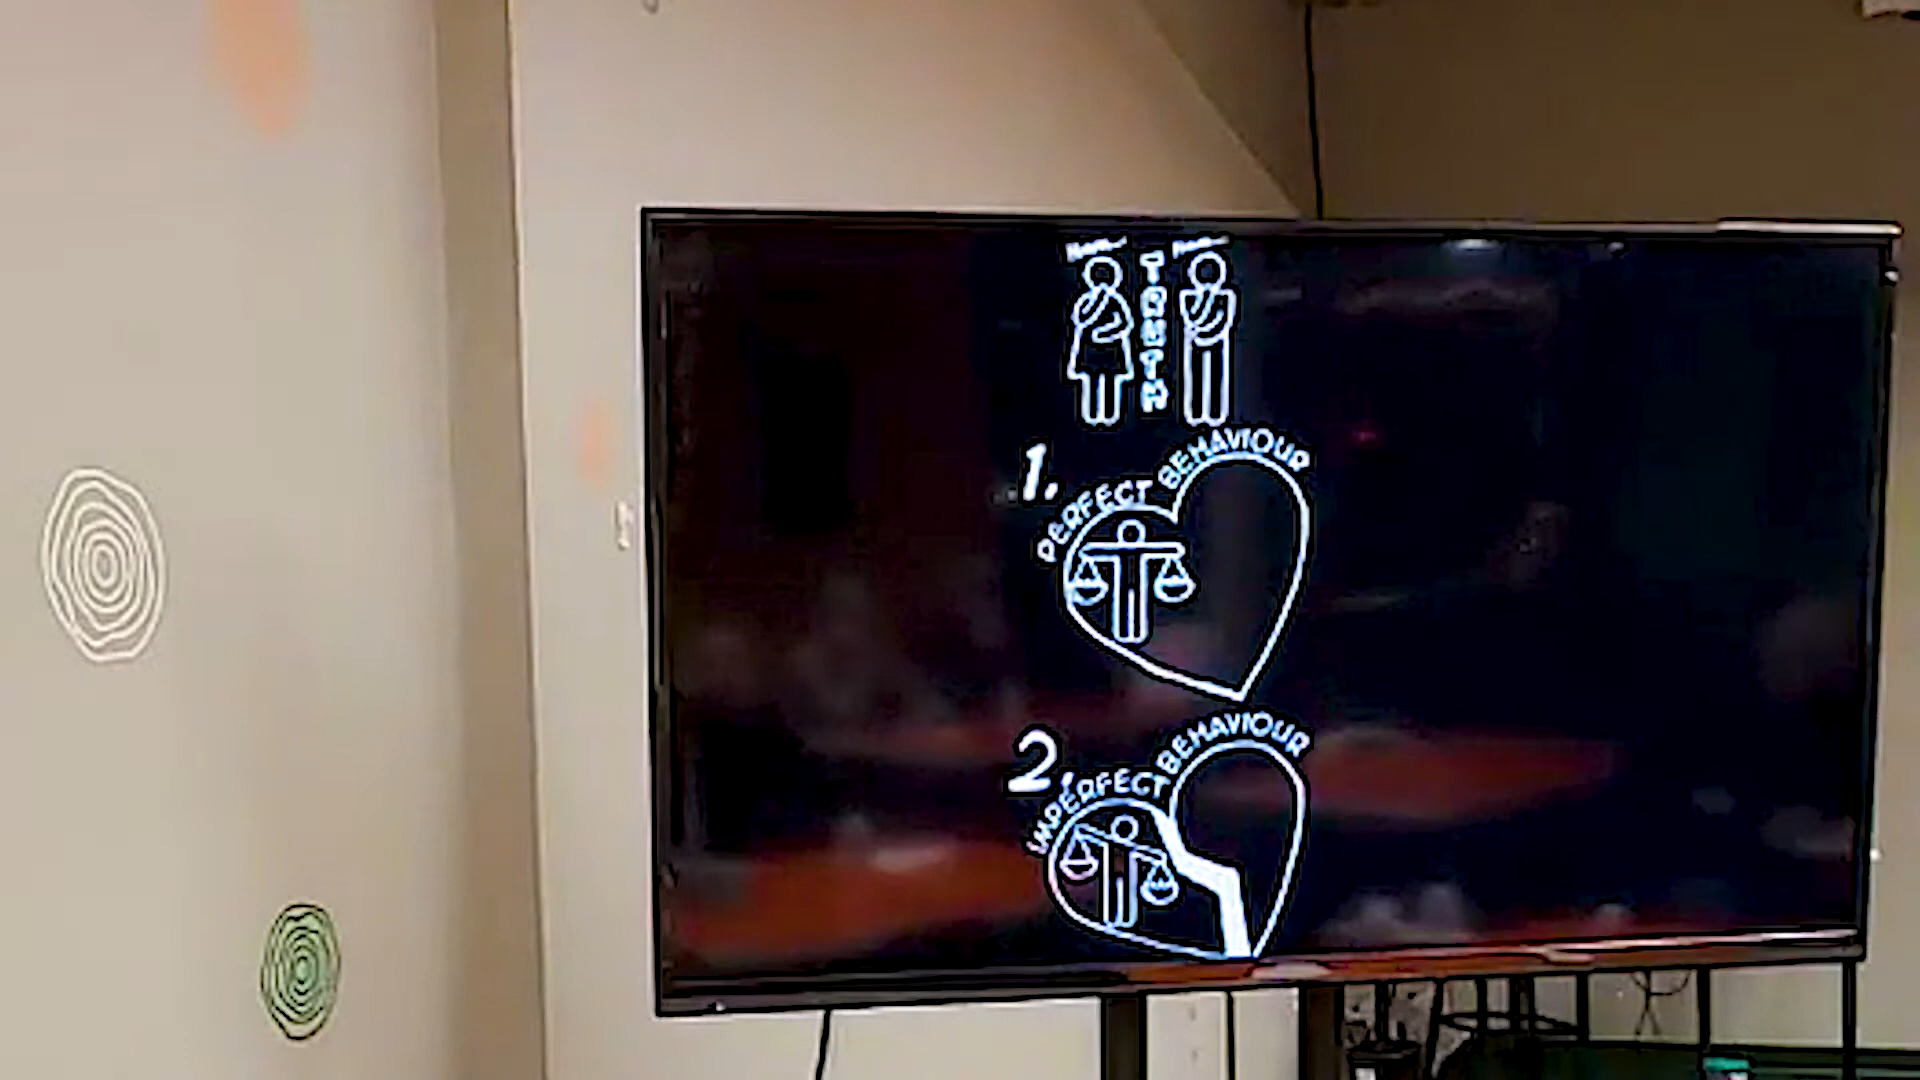 TRUTH
1.
PERFECT BEHAVIOUR
2.
IMPERFECT BEHAVIOUR